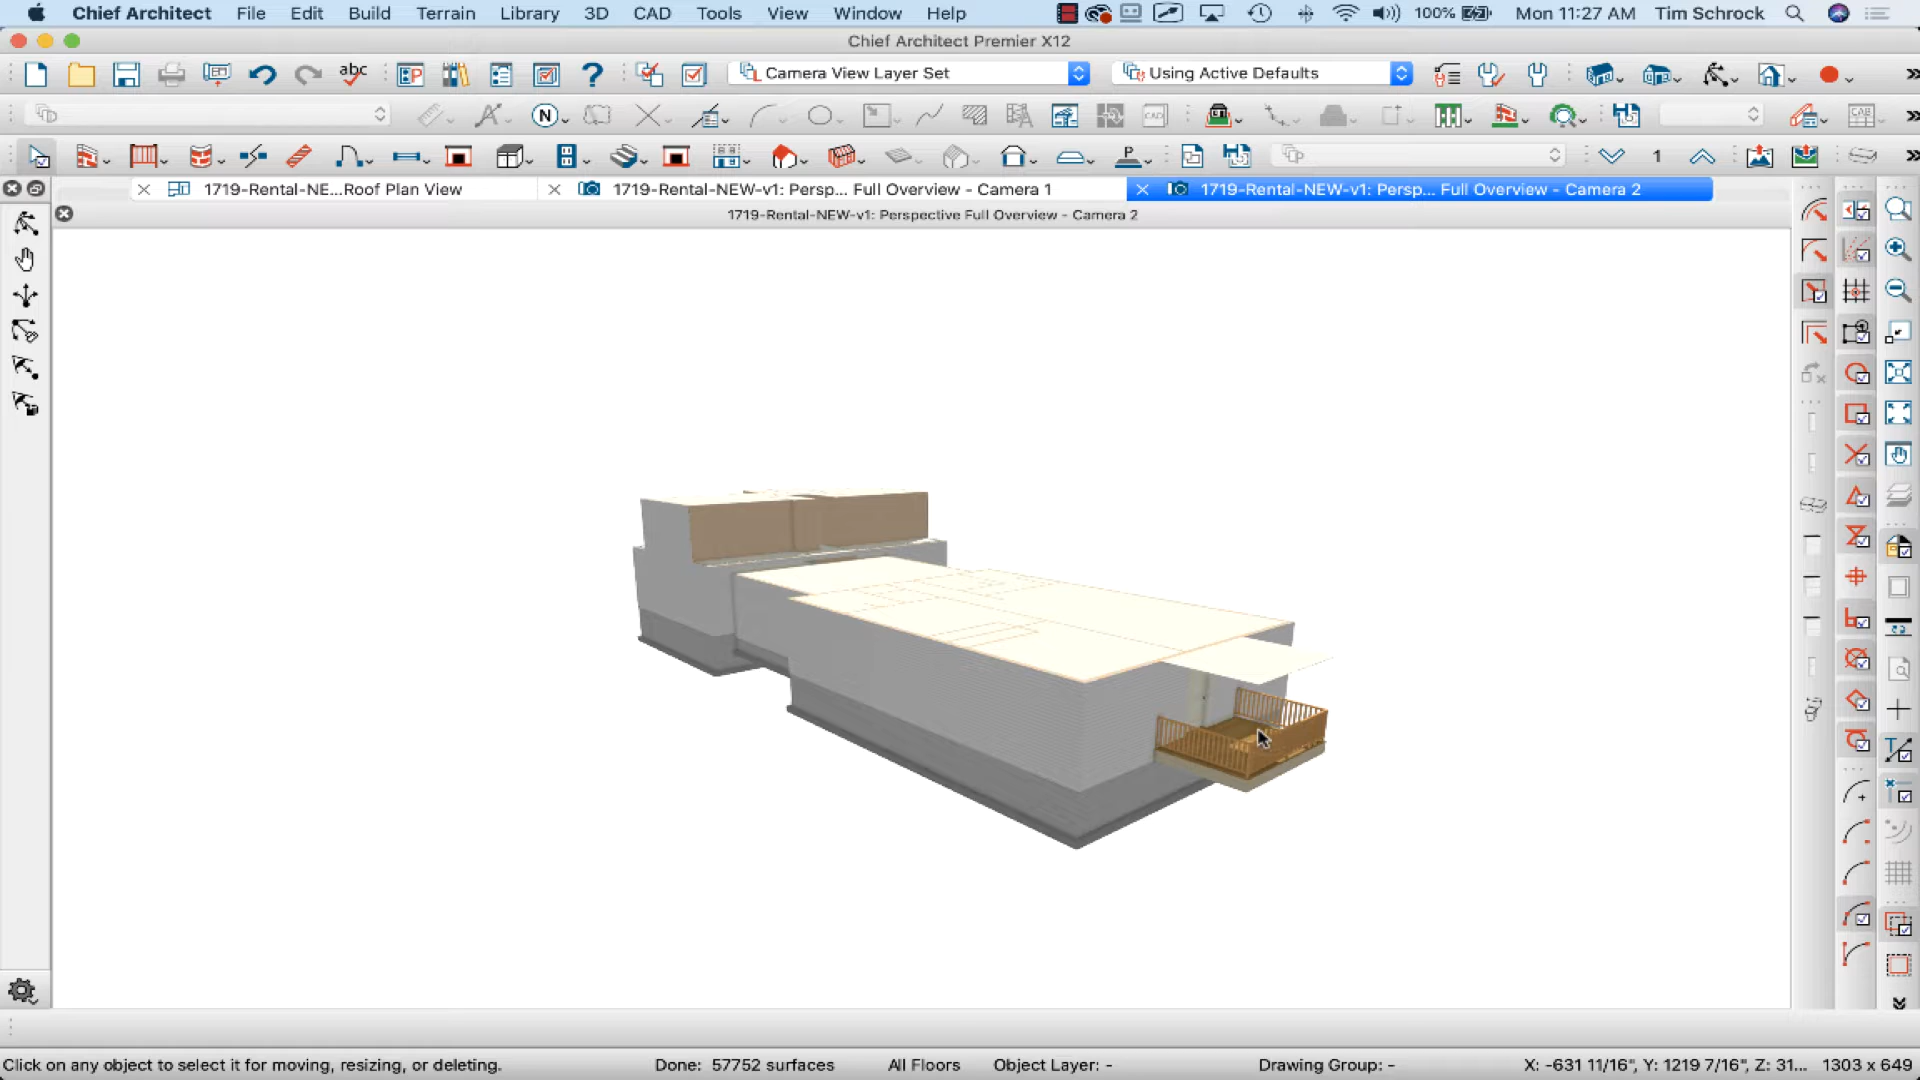 Chief Architect File Edit Build Terrain Library 3D CAD Tools View Window Help 100% Mon 11:27 AM Tim Schrock
Chief Architect Premier X12
abc P ? Camera View Layer Set Using Active Defaults
N CAD CAB
P 1
1719-Rental-NE...Roof Plan View 1719-Rental-NEW-v1: Persp... Full Overview - Camera 1 1719-Rental-NEW-v1: Persp... Full Overview - Camera 2
1719-Rental-NEW-v1: Perspective Full Overview - Camera 2
Click on any object to select it for moving, resizing, or deleting. Done: 57752 surfaces All Floors Object Layer: - Drawing Group: - X: -631 11/16", Y: 1219 7/16", Z: 31... 1303 x 649